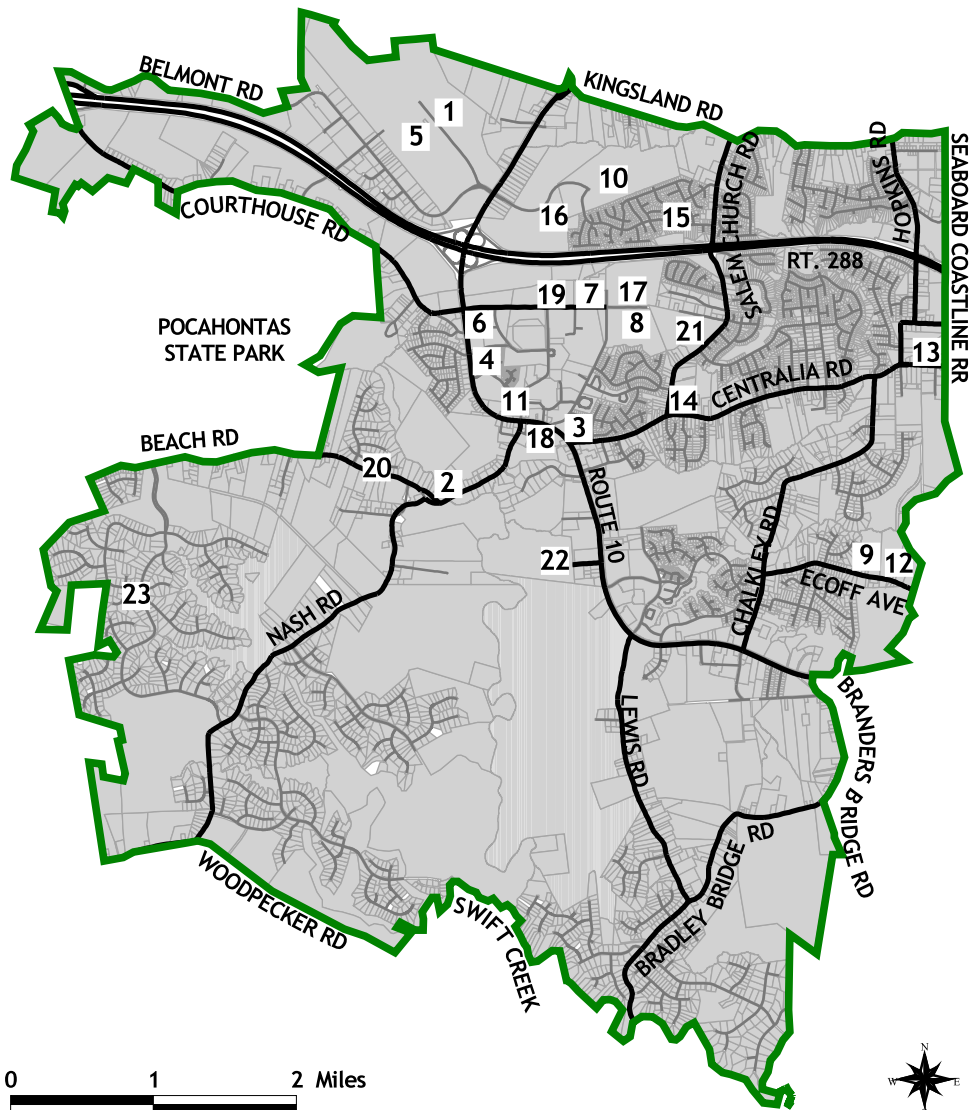 BELMONT RD
KINGSLAND RD
1
5
SALEM CHURCH RD
HOPKINS RD
SEABOARD COASTLINE RR
10
16
15
COURTHOUSE RD
RT. 288
19
7
17
6
8
21
POCAHONTAS
STATE PARK
13
4
CENTRALIA RD
11
14
3
18
BEACH RD
20
2
ROUTE 10
CHALKLEY RD
9
12
22
ECOFF AVE
23
NASH RD
LEWIS RD
BRANDERS BRIDGE RD
BRADLEY BRIDGE RD
WOODPECKER RD
SWIFT CREEK
0 1 2 Miles
N
W E